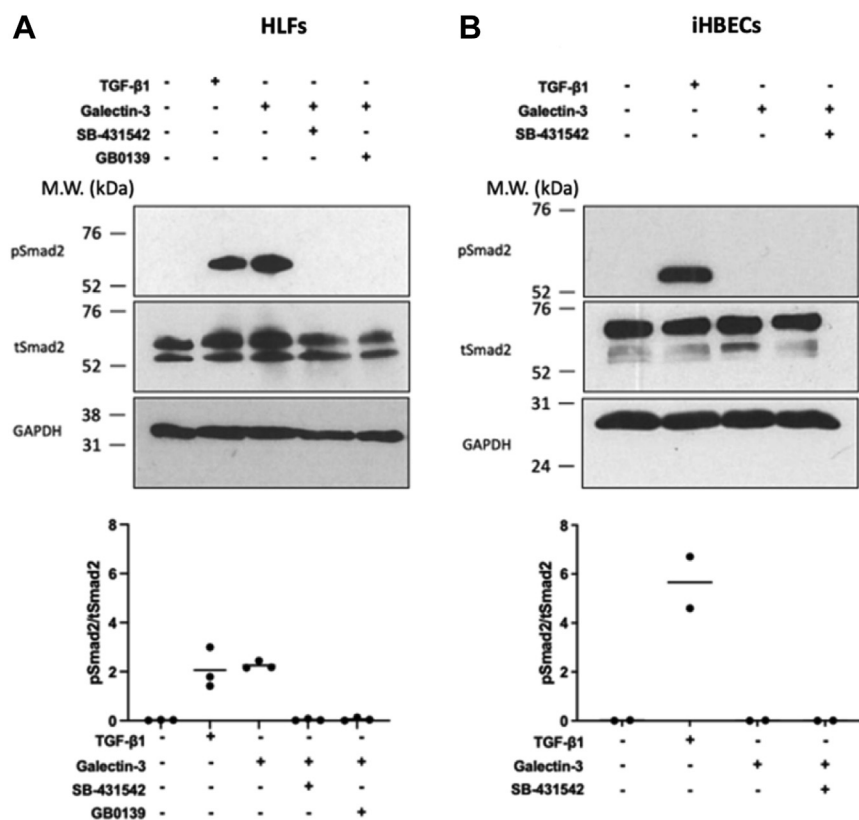 A
HLFs
TGF-β1 - + - - -
Galectin-3 - - + + +
SB-431542 - - - + -
GB0139 - - - - +
M.W. (kDa)
pSmad2
76
52
tSmad2
76
52
GAPDH
38
31
pSmad2/tSmad2
8
6
4
2
0
TGF-β1 - + - - -
Galectin-3 - - + + +
SB-431542 - - - + -
GB0139 - - - - +
B
iHBECs
TGF-β1 - + - -
Galectin-3 - - + +
SB-431542 - - - +
M.W. (kDa)
pSmad2
76
52
tSmad2
76
52
GAPDH
31
24
pSmad2/tSmad2
8
6
4
2
0
TGF-β1 - + - -
Galectin-3 - - + +
SB-431542 - - - +